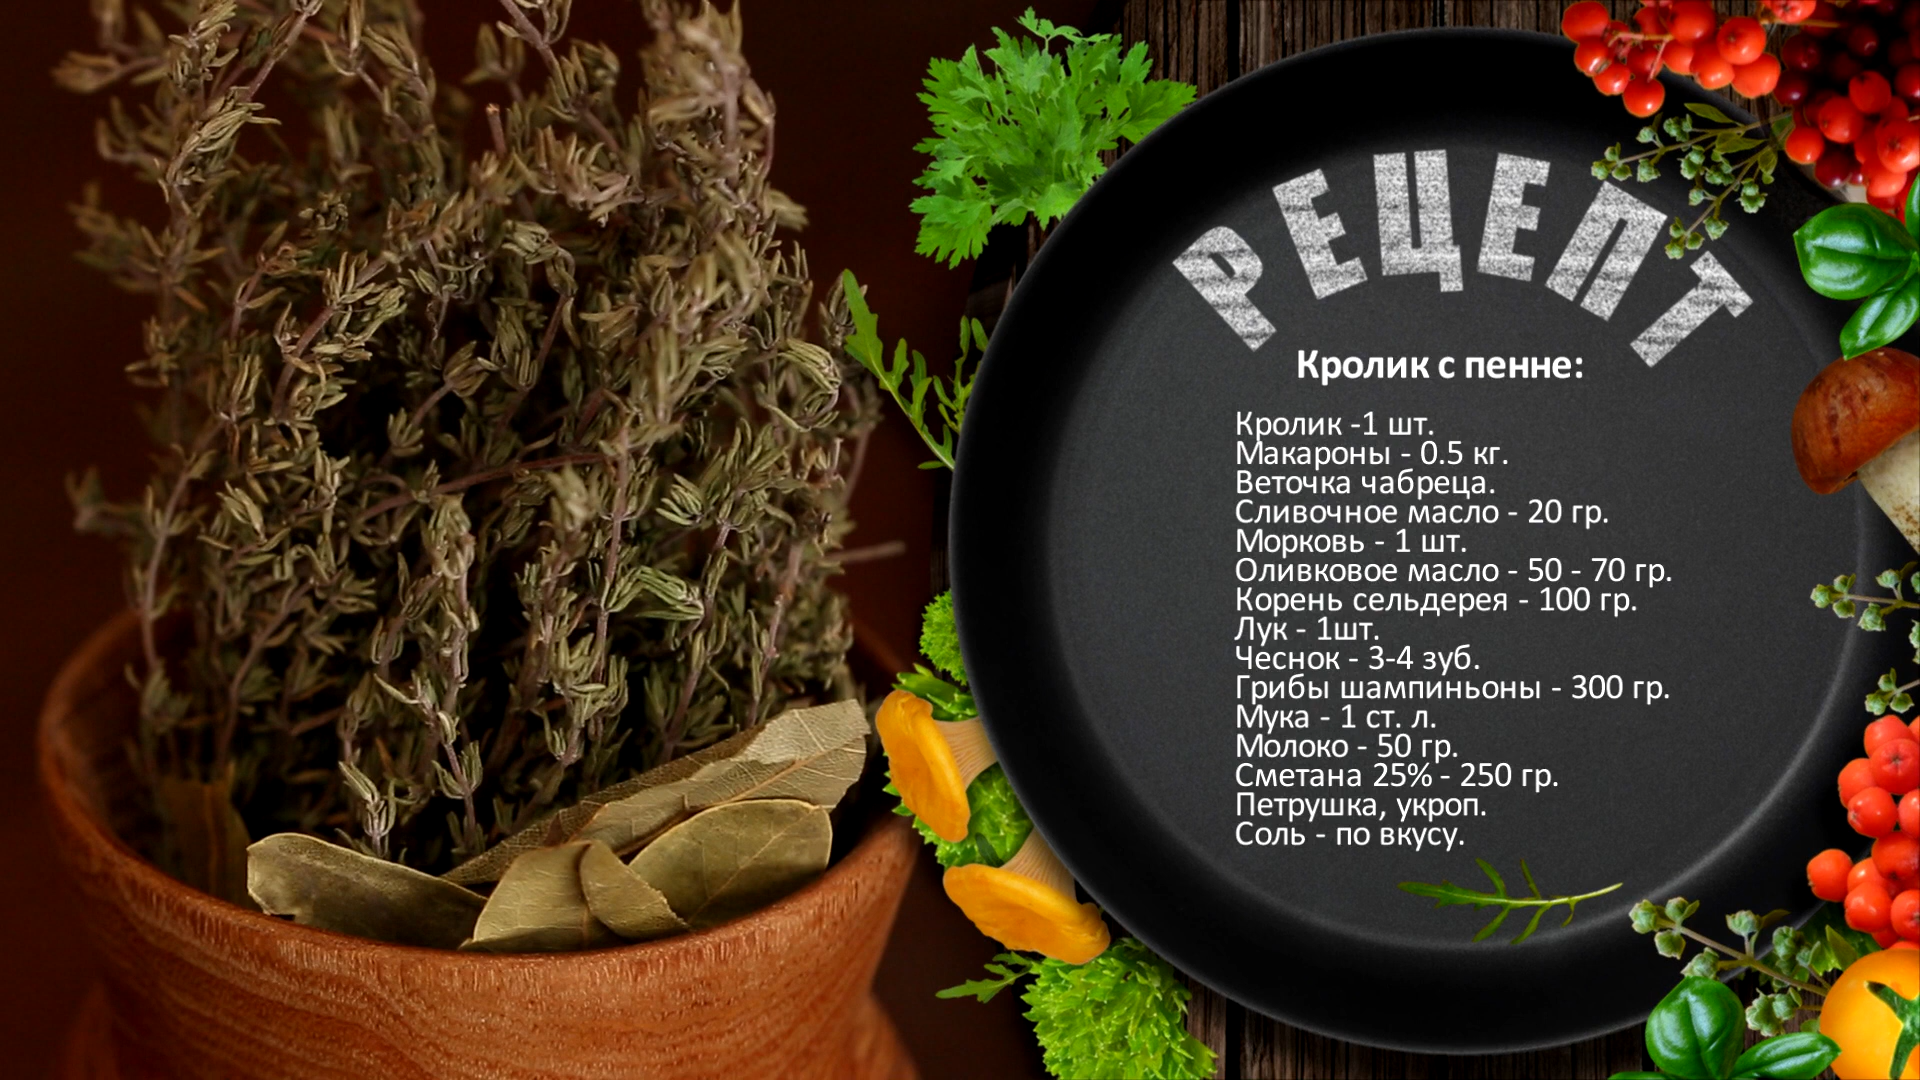 РЕЦЕПТ
Кролик с пенне:
Кролик -1 шт.
Макароны - 0.5 кг.
Веточка чабреца.
Сливочное масло - 20 гр.
Морковь - 1 шт.
Оливковое масло - 50 - 70 гр.
Корень сельдерея - 100 гр.
Лук - 1шт.
Чеснок - 3-4 зуб.
Грибы шампиньоны - 300 гр.
Мука - 1 ст. л.
Молоко - 50 гр.
Сметана 25% - 250 гр.
Петрушка, укроп.
Соль - по вкусу.